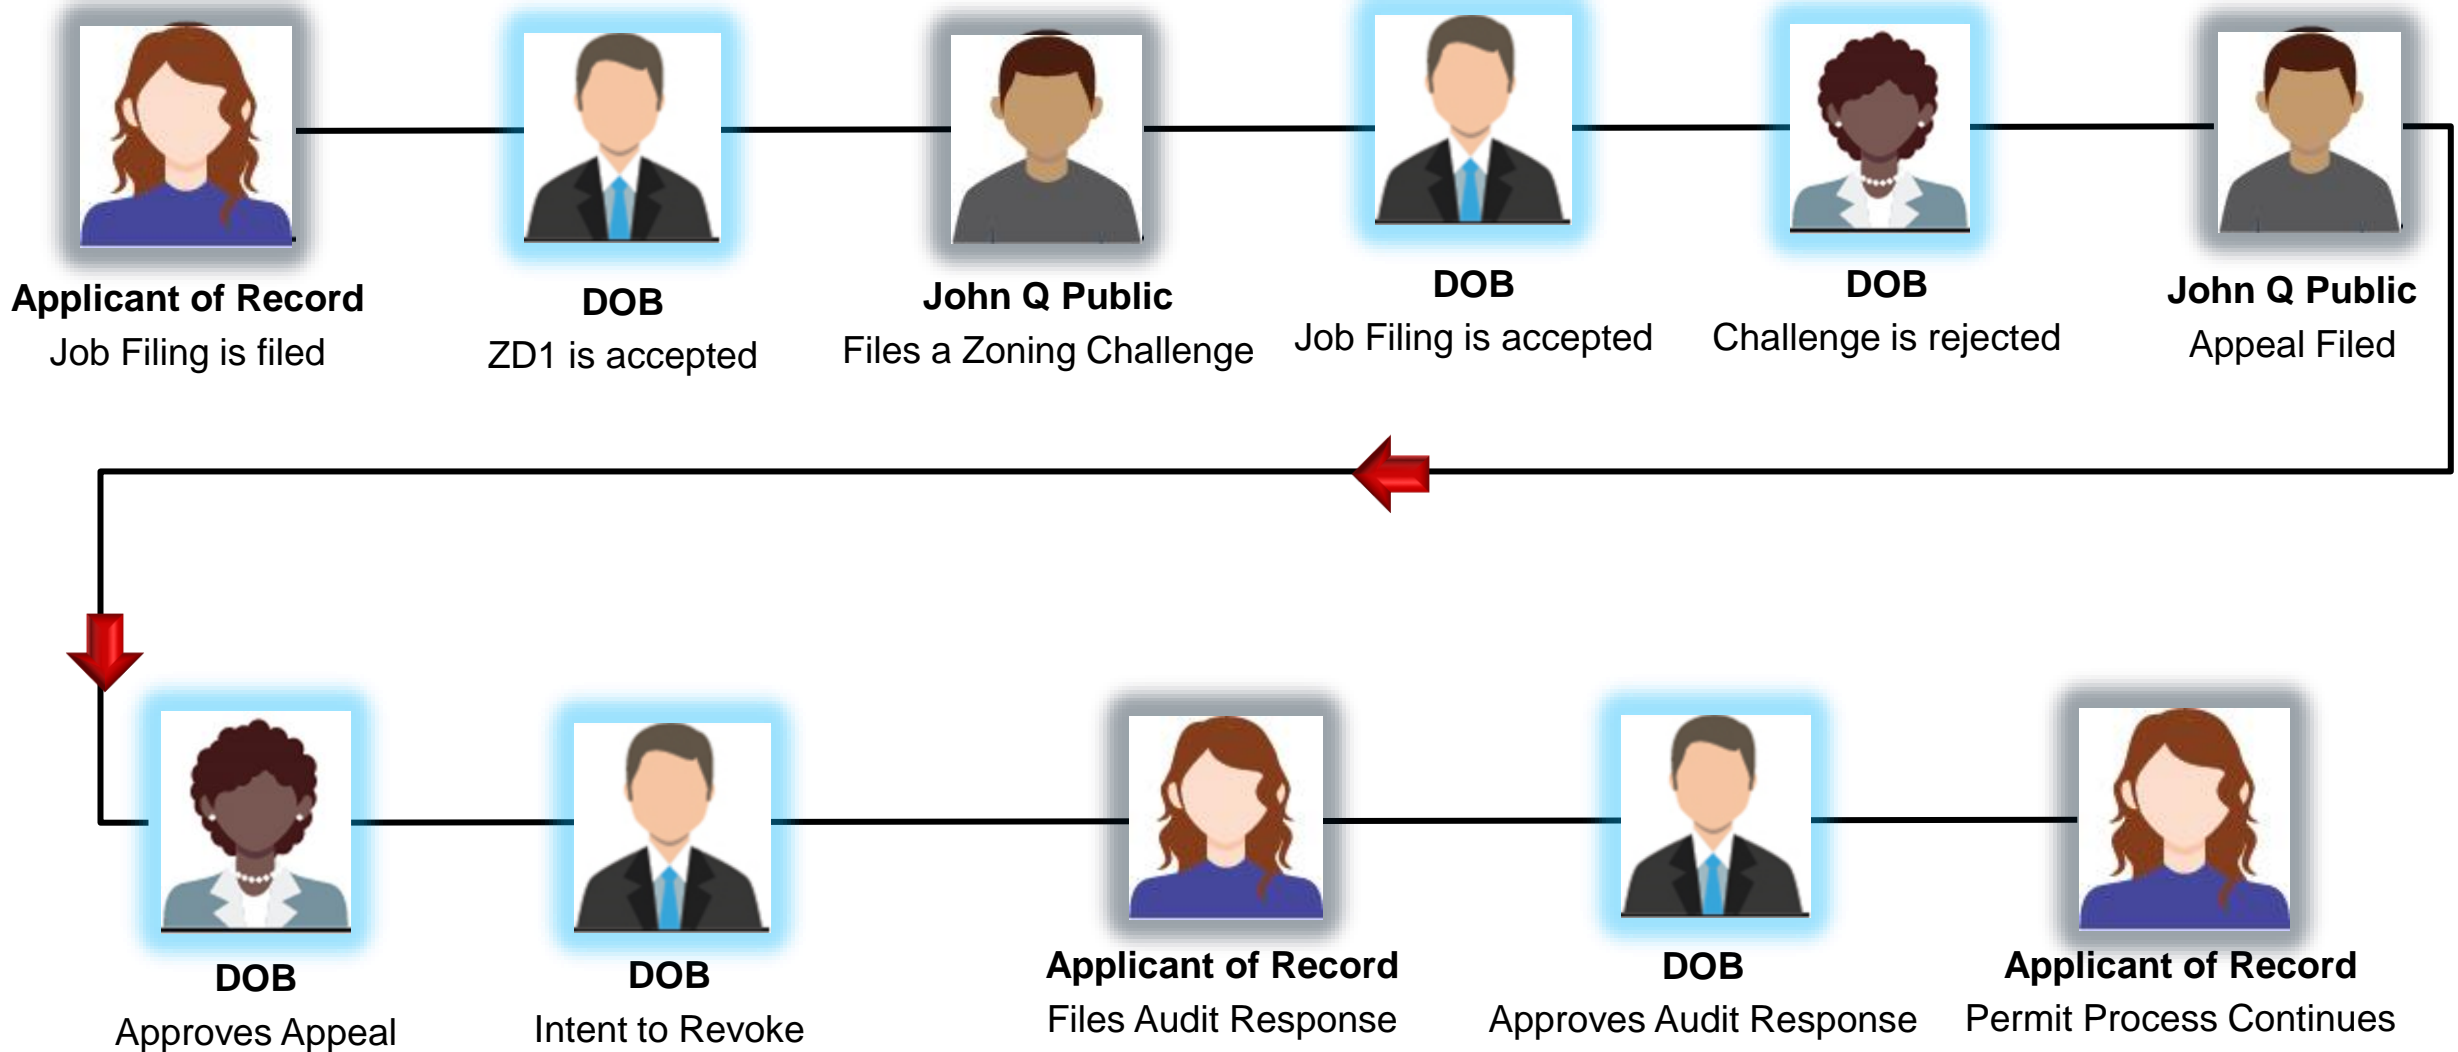 Applicant of Record
Job Filing is filed
DOB
ZD1 is accepted
John Q Public
Files a Zoning Challenge
DOB
Job Filing is accepted
DOB
Challenge is rejected
John Q Public
Appeal Filed
DOB
Approves Appeal
DOB
Intent to Revoke
Applicant of Record
Files Audit Response
DOB
Approves Audit Response
Applicant of Record
Permit Process Continues